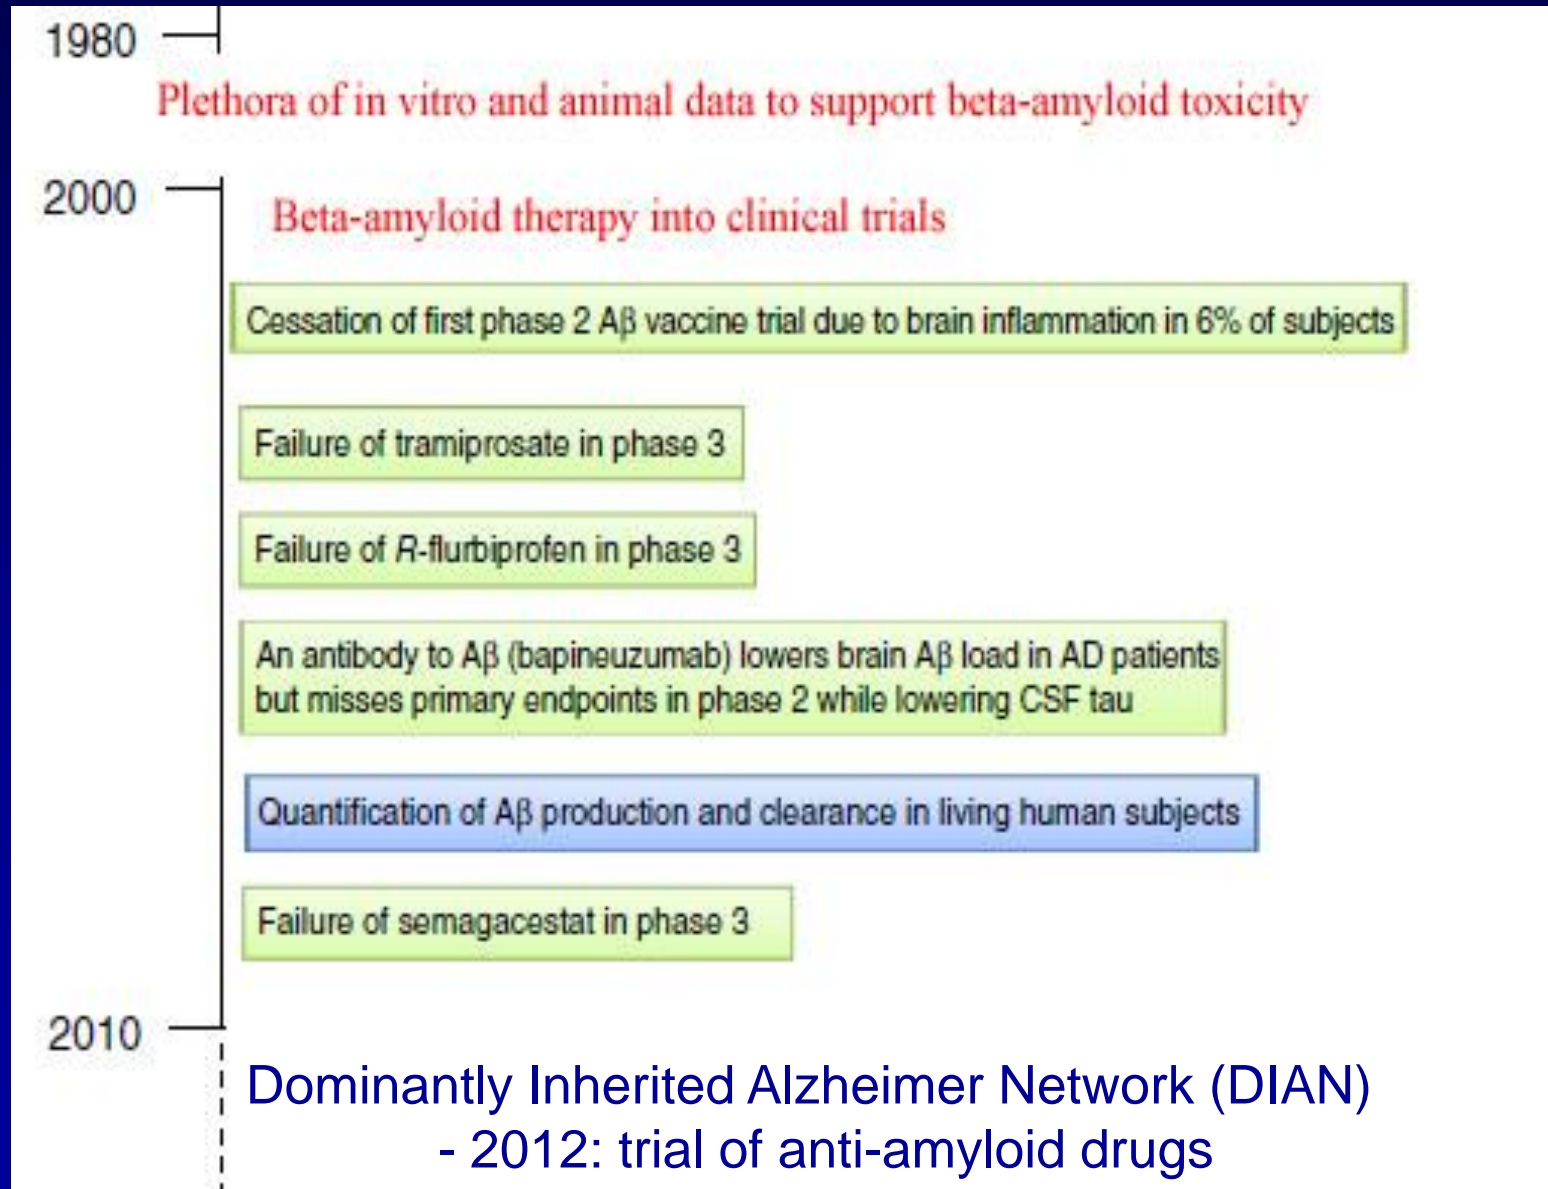 1980
Plethora of in vitro and animal data to support beta-amyloid toxicity
2000
Beta-amyloid therapy into clinical trials
Cessation of first phase 2 Aβ vaccine trial due to brain inflammation in 6% of subjects
Failure of tramiprosate in phase 3
Failure of R-flurbiprofen in phase 3
An antibody to Aβ (bapineuzumab) lowers brain Aβ load in AD patients
but misses primary endpoints in phase 2 while lowering CSF tau
Quantification of Aβ production and clearance in living human subjects
Failure of semagacestat in phase 3
2010
Dominantly Inherited Alzheimer Network (DIAN)
- 2012: trial of anti-amyloid drugs